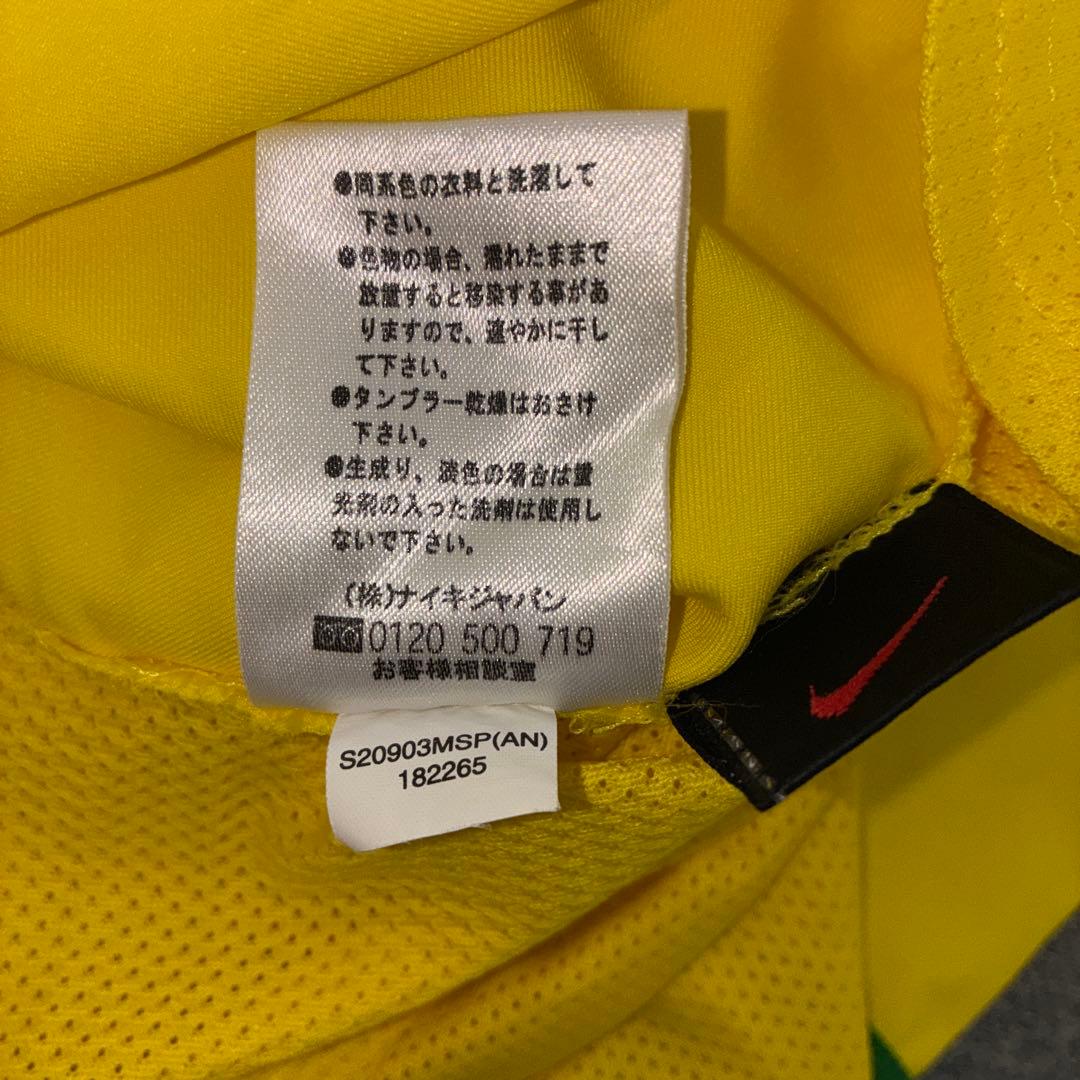 ●同系色の衣料と洗濯して
下さい。
●色物の場合、濡れたままで
放置すると移染する事があ
りますので、速やかに干し
て下さい。
●タンブラー乾燥はおさけ
下さい。
●生成り、淡色の場合は蛍
光剤の入った洗剤は使用し
ないで下さい。
(株)ナイキジャパン
0120 500 719
お客様相談室
S20903MSP(AN)
182265